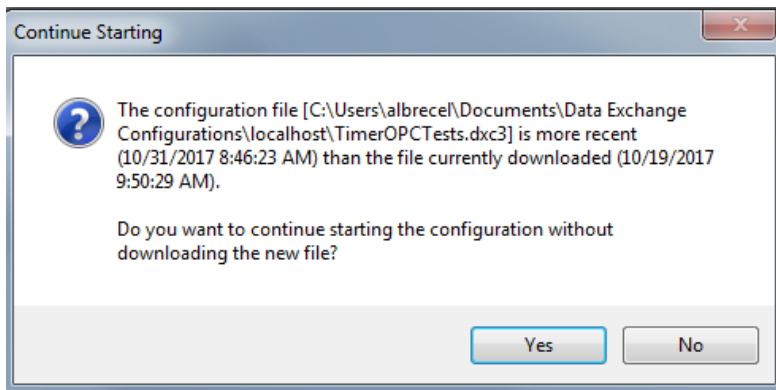 Continue Starting
The configuration file [C:\Users\albrecel\Documents\Data Exchange
Configurations\localhost\TimerOPCTests.dxc3] is more recent
(10/31/2017 8:46:23 AM) than the file currently downloaded (10/19/2017
9:50:29 AM).
Do you want to continue starting the configuration without
downloading the new file?
Yes
No